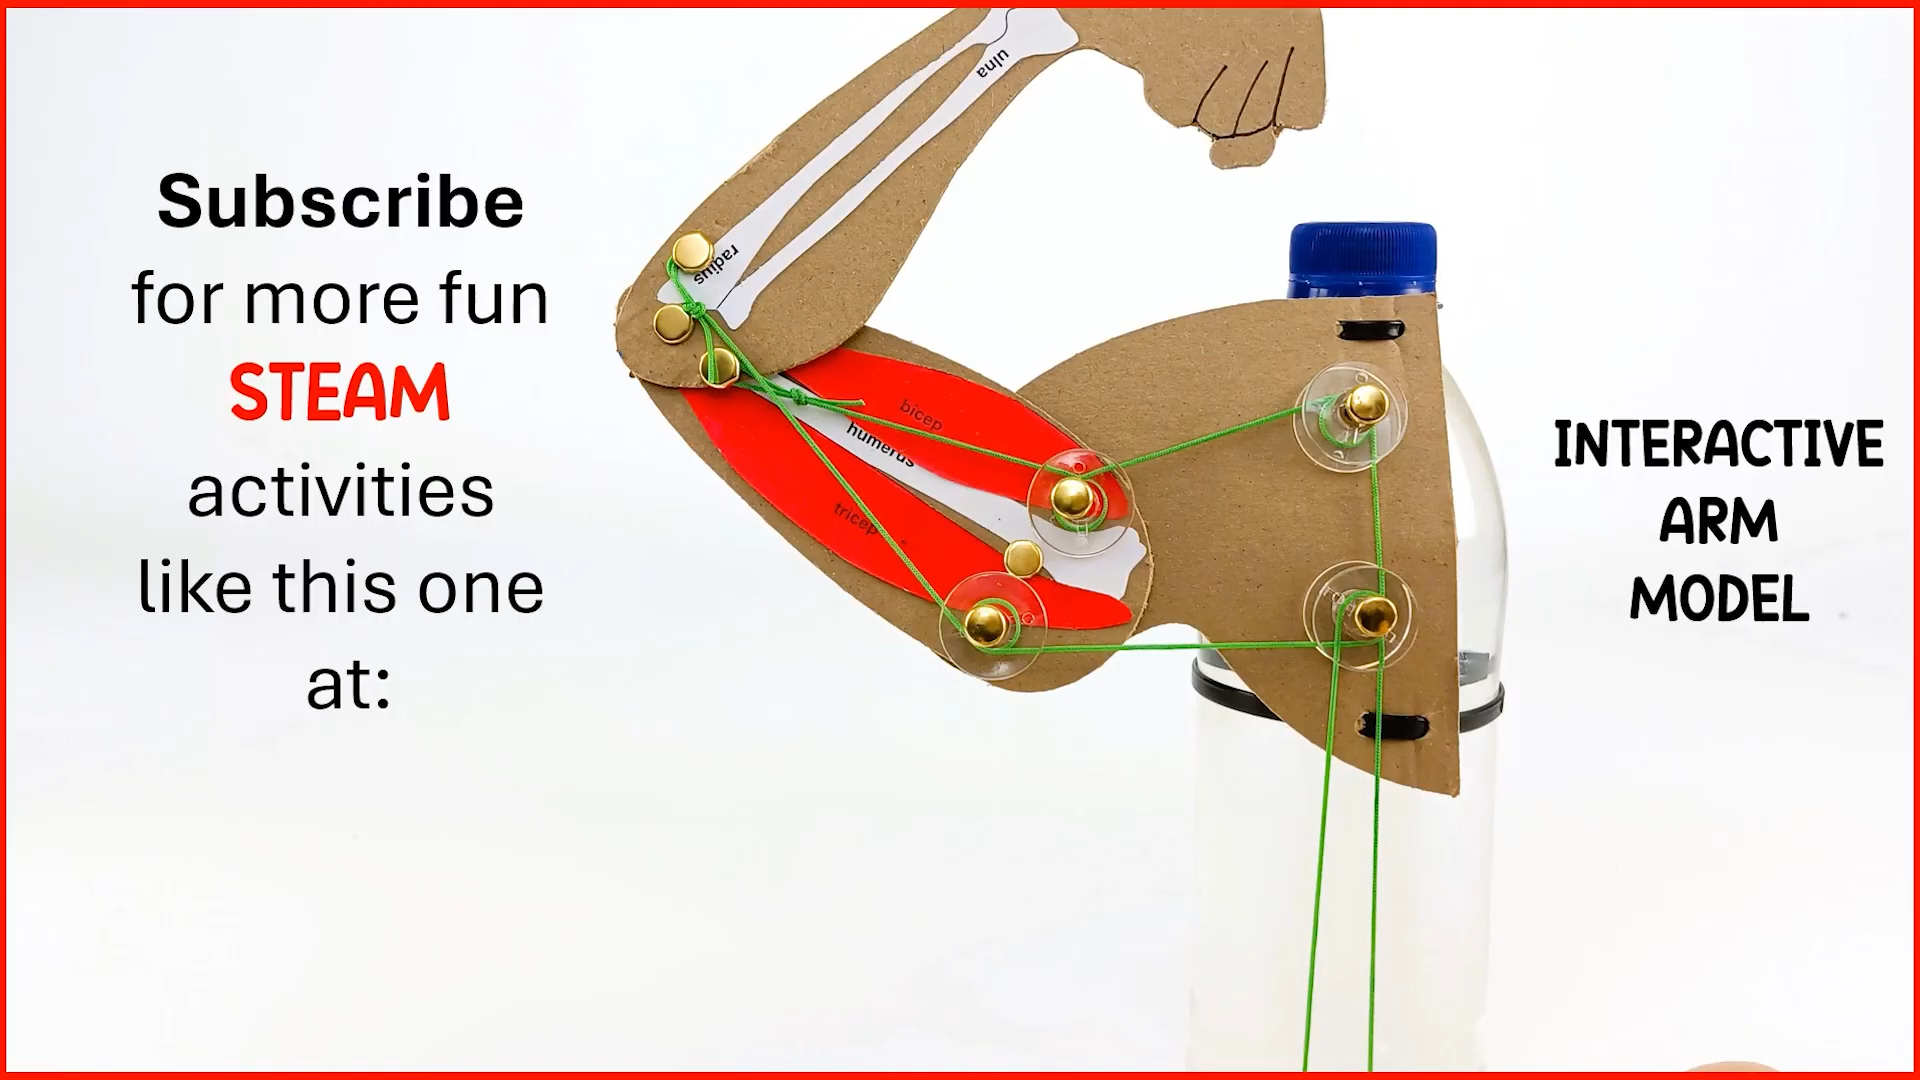 Subscribe
for more fun
STEAM
activities
like this one
at:
ulna
radius
bicep
humerus
tricep
INTERACTIVE
ARM
MODEL